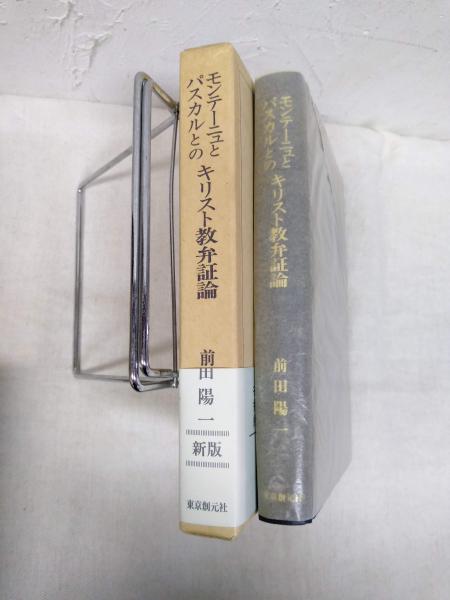 モンテーニュと
パスカルとの
キリスト教弁証論
前田陽一
新版
東京創元社
モンテーニュと
パスカルとの
キリスト教弁証論
前田陽一
東京創元社